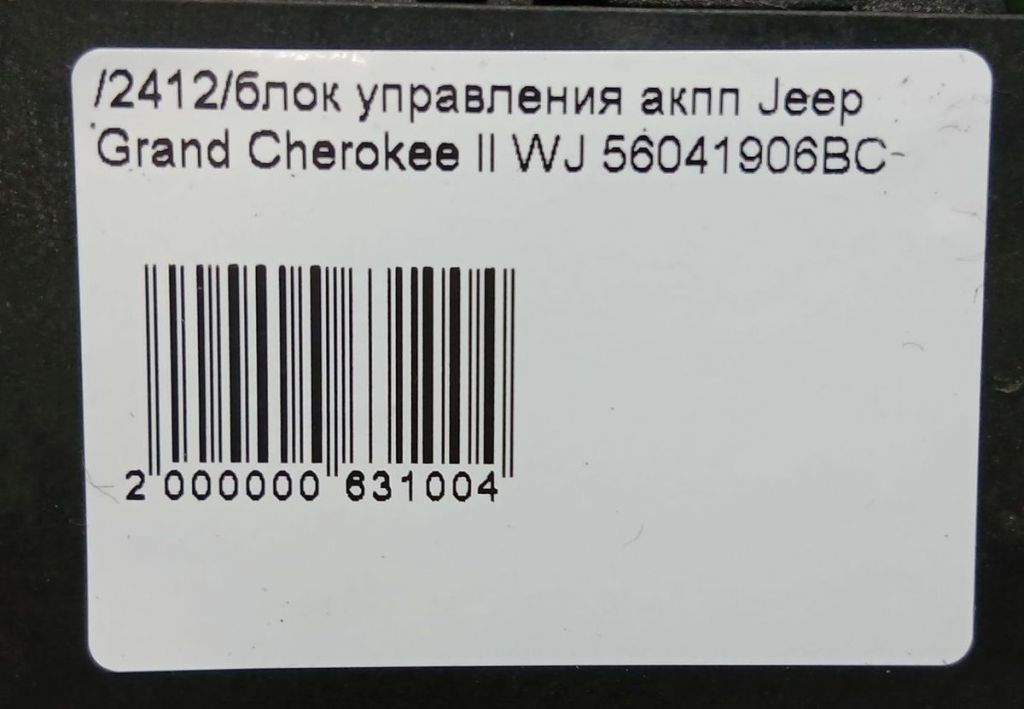 /2412/блок управления акпп Jeep
Grand Cherokee II WJ 56041906BC-
2 000000 631004